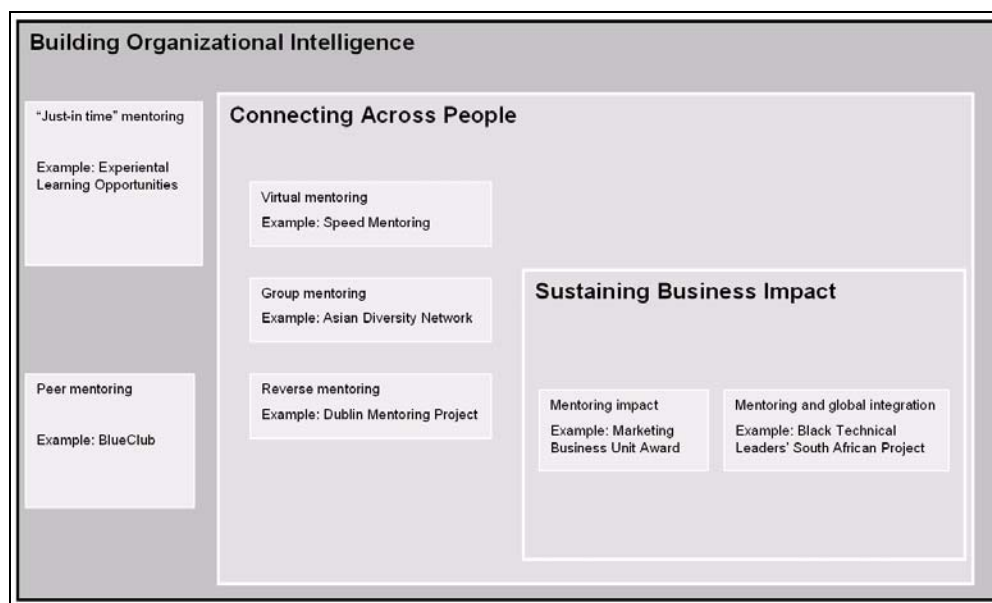 Building Organizational Intelligence
“Just-in time” mentoring
Example: Experiental
Learning Opportunities
Peer mentoring
Example: BlueClub
Connecting Across People
Virtual mentoring
Example: Speed Mentoring
Group mentoring
Example: Asian Diversity Network
Reverse mentoring
Example: Dublin Mentoring Project
Sustaining Business Impact
Mentoring impact
Example: Marketing
Business Unit Award
Mentoring and global integration
Example: Black Technical
Leaders’ South African Project